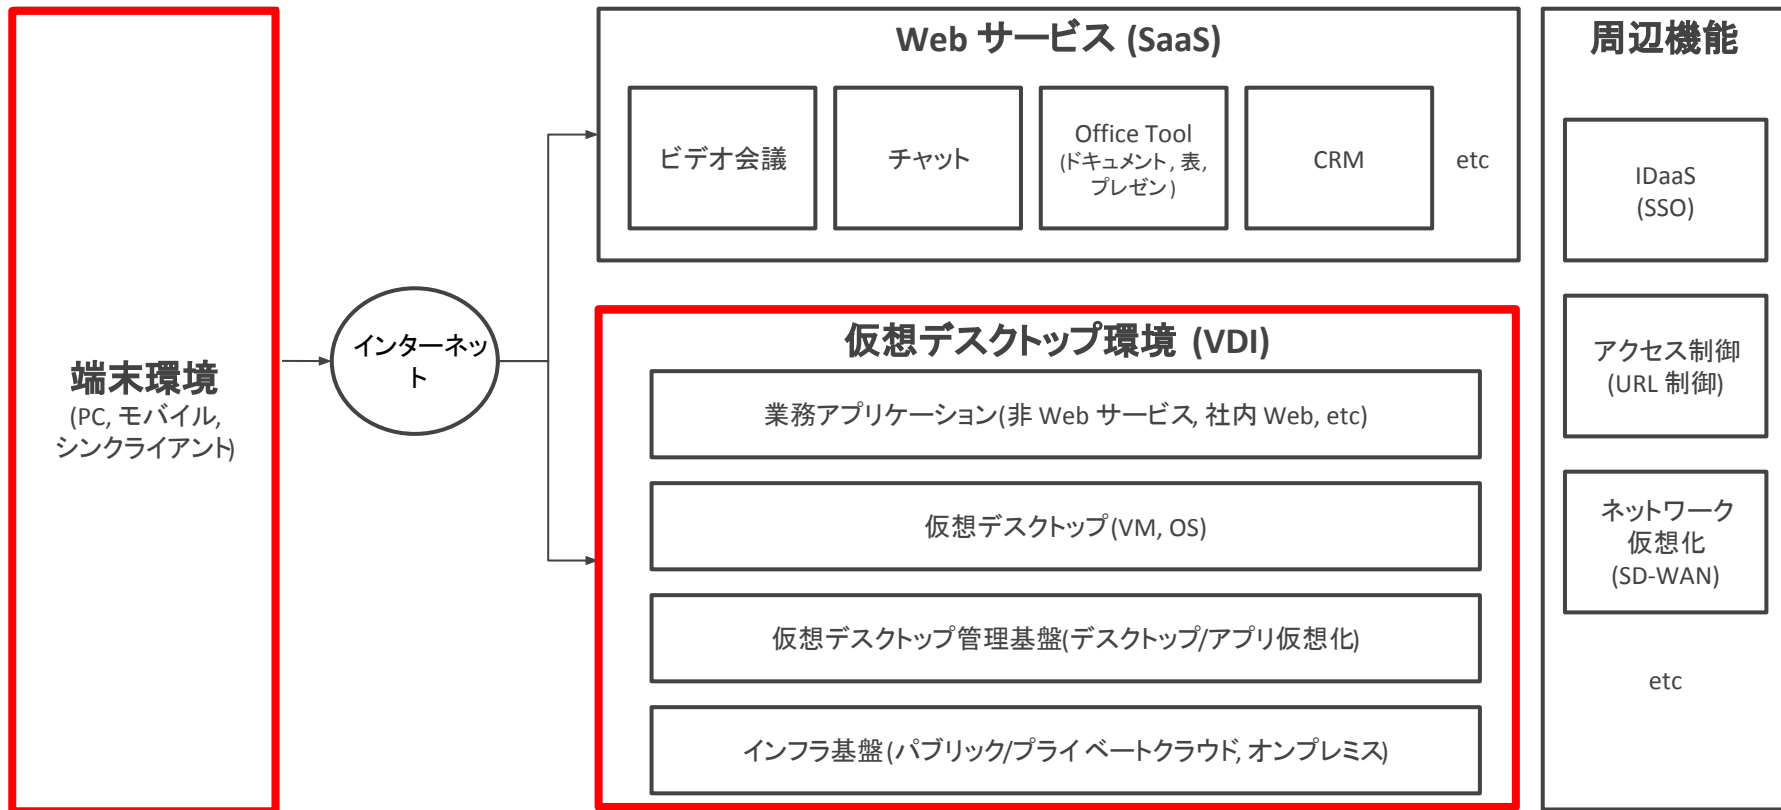 端末環境
(PC, モバイル,
シンクライアント)
インターネッ
ト
Web サービス (SaaS)
ビデオ会議
チャット
Office Tool
(ドキュメント, 表,
プレゼン)
CRM
etc
仮想デスクトップ環境 (VDI)
業務アプリケーション(非 Web サービス, 社内 Web, etc)
仮想デスクトップ(VM, OS)
仮想デスクトップ管理基盤(デスクトップ/アプリ仮想化)
インフラ基盤(パブリック/プライベートクラウド, オンプレミス)
周辺機能
IDaaS
(SSO)
アクセス制御
(URL 制御)
ネットワーク
仮想化
(SD-WAN)
etc